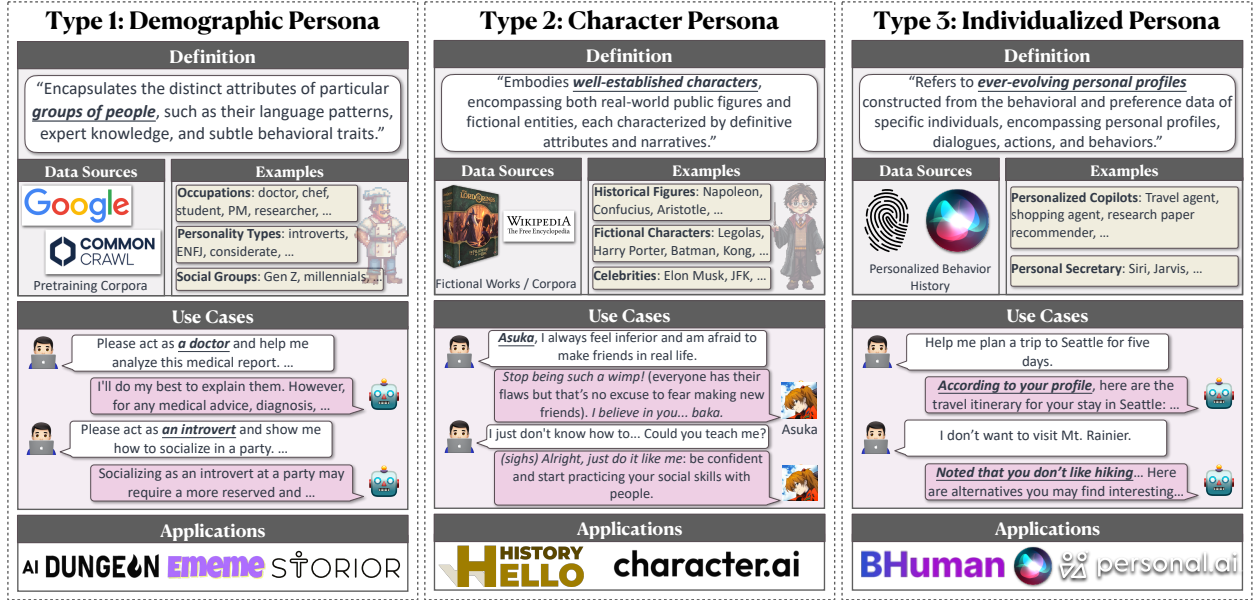 Type 1: Demographic Persona
Definition
“Encapsulates the distinct attributes of particular
groups of people, such as their language patterns,
expert knowledge, and subtle behavioral traits.”
Data Sources
Google
COMMON
CRAWL
Pretraining Corpora
Examples
Occupations: doctor, chef,
student, PM, researcher, …
Personality Types: introverts,
ENFJ, considerate, …
Social Groups: Gen Z, millennials,…
Use Cases
Please act as a doctor and help me
analyze this medical report. …
I'll do my best to explain them. However,
for any medical advice, diagnosis, …
Please act as an introvert and show me
how to socialize in a party. …
Socializing as an introvert at a party may
require a more reserved and …
Applications
AI DUNGEON Ememe STORIOR
Type 2: Character Persona
Definition
“Embodies well-established characters,
encompassing both real-world public figures and
fictional entities, each characterized by definitive
attributes and narratives.”
Data Sources
WIKIPEDIA
The Free Encyclopedia
Fictional Works / Corpora
Examples
Historical Figures: Napoleon,
Confucius, Aristotle, …
Fictional Characters: Legolas,
Harry Porter, Batman, Kong, …
Celebrities: Elon Musk, JFK, …
Use Cases
Asuka, I always feel inferior and am afraid to
make friends in real life.
Stop being such a wimp! (everyone has their
flaws but that’s no excuse to fear making new
friends). I believe in you... baka.
Asuka
I just don't know how to... Could you teach me?
(sighs) Alright, just do it like me: be confident
and start practicing your social skills with
people.
Applications
HISTORY
HELLO
character.ai
Type 3: Individualized Persona
Definition
“Refers to ever-evolving personal profiles
constructed from the behavioral and preference data of
specific individuals, encompassing personal profiles,
dialogues, actions, and behaviors.”
Data Sources
Personalized Behavior
History
Examples
Personalized Copilots: Travel agent,
shopping agent, research paper
recommender, …
Personal Secretary: Siri, Jarvis, …
Use Cases
Help me plan a trip to Seattle for five
days.
According to your profile, here are the
travel itinerary for your stay in Seattle: …
I don’t want to visit Mt. Rainier.
Noted that you don’t like hiking… Here
are alternatives you may find interesting…
Applications
BHuman personal.ai